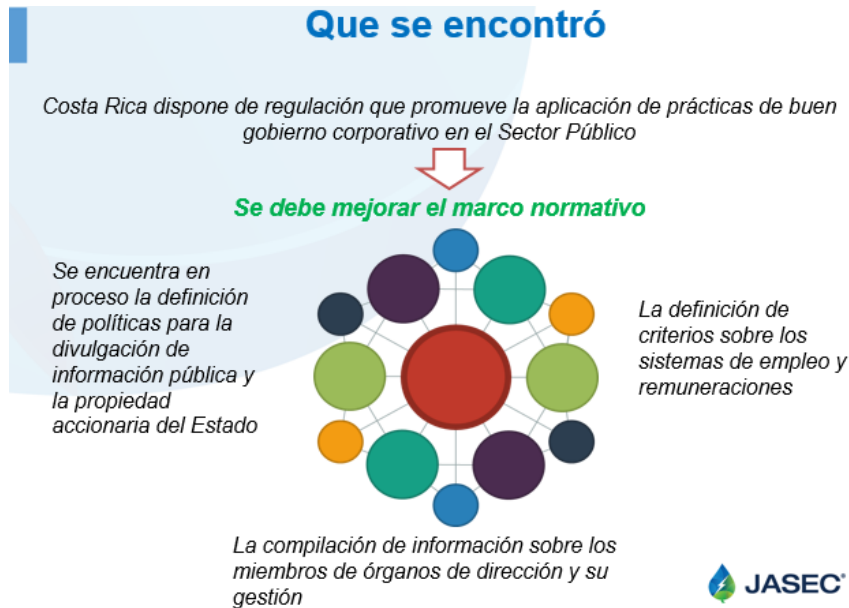 Que se encontró
Costa Rica dispone de regulación que promueve la aplicación de prácticas de buen
gobierno corporativo en el Sector Público
Se debe mejorar el marco normativo
Se encuentra en
proceso la definición
de políticas para la
divulgación de
información pública y
la propiedad
accionaria del Estado
La definición de
criterios sobre los
sistemas de empleo y
remuneraciones
La compilación de información sobre los
miembros de órganos de dirección y su
gestión
JASEC®